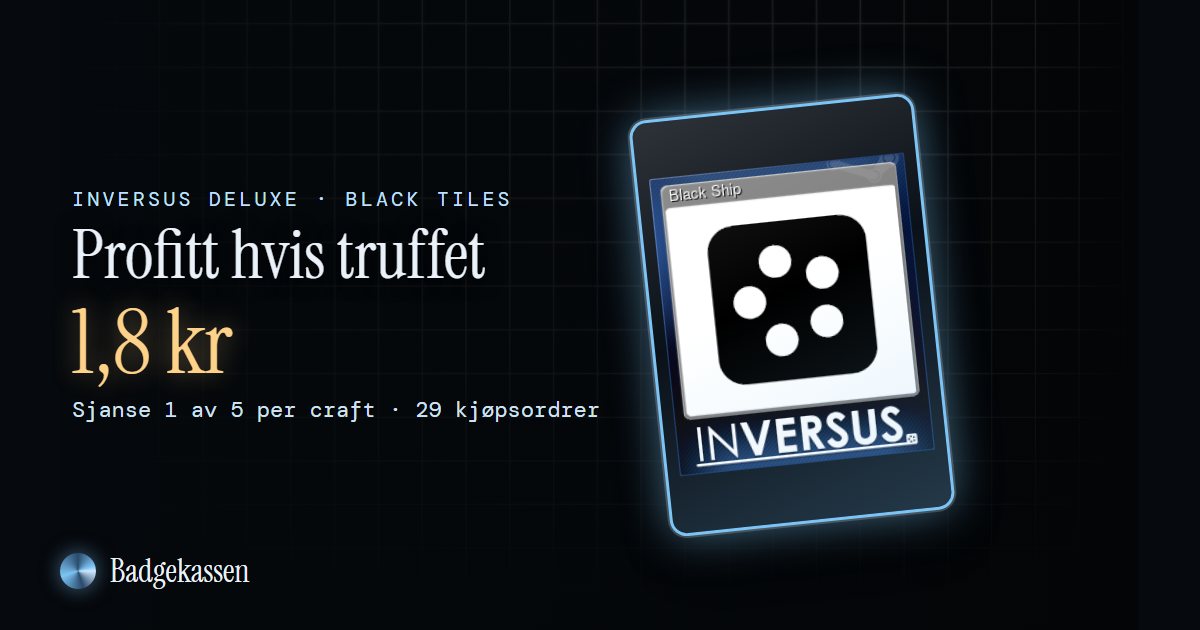 INVERSUS DELUXE · BLACK TILES
Profitt hvis truffet
1,8 kr
Sjanse 1 av 5 per craft · 29 kjøpsordrer
Black Ship
INVERSUS
Badgekassen